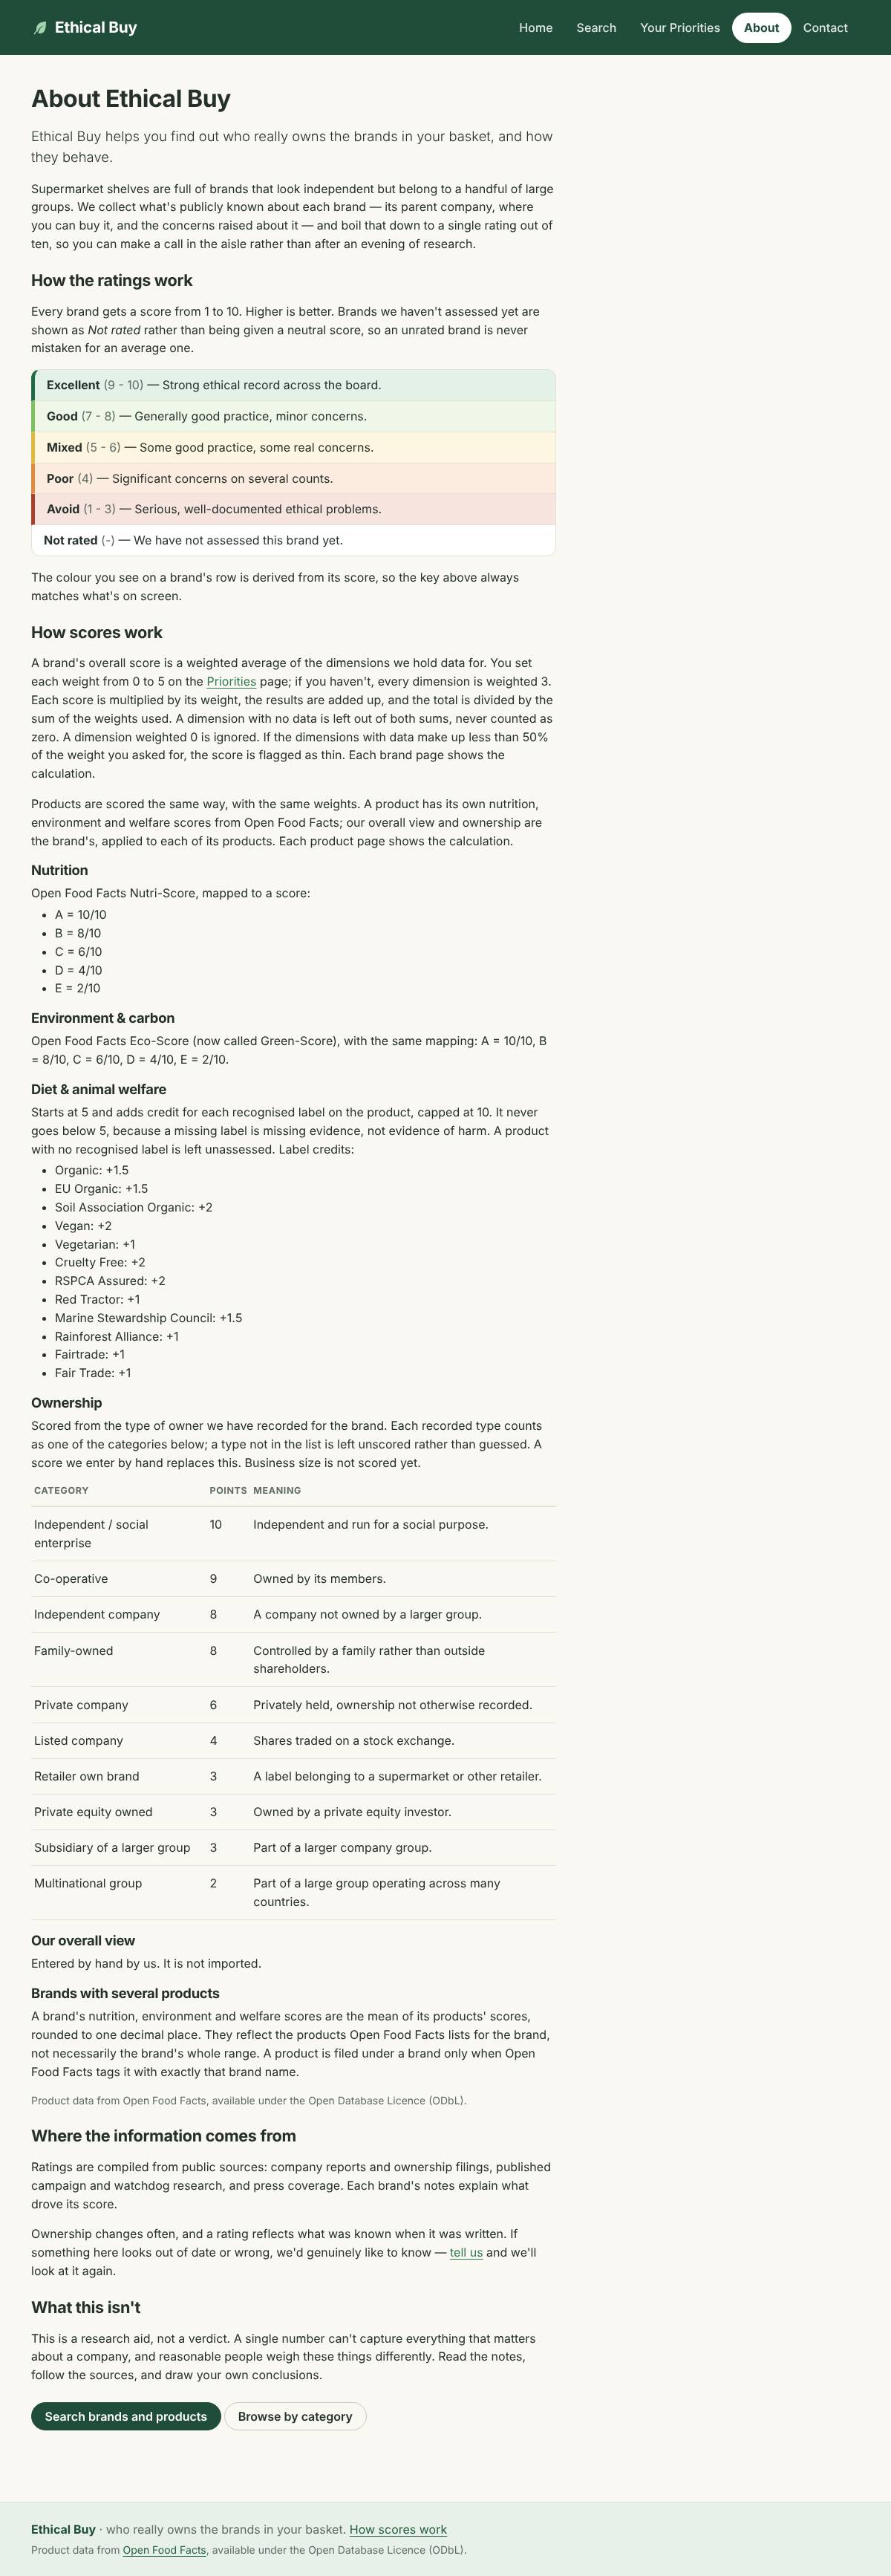 Ethical Buy
Home
Search
Your Priorities
About
Contact
About Ethical Buy
Ethical Buy helps you find out who really owns the brands in your basket, and how
they behave.
Supermarket shelves are full of brands that look independent but belong to a handful of large
groups. We collect what's publicly known about each brand — its parent company, where
you can buy it, and the concerns raised about it — and boil that down to a single rating out of
ten, so you can make a call in the aisle rather than after an evening of research.
How the ratings work
Every brand gets a score from 1 to 10. Higher is better. Brands we haven't assessed yet are
shown as Not rated rather than being given a neutral score, so an unrated brand is never
mistaken for an average one.
Excellent (9 - 10) — Strong ethical record across the board.
Good (7 - 8) — Generally good practice, minor concerns.
Mixed (5 - 6) — Some good practice, some real concerns.
Poor (4) — Significant concerns on several counts.
Avoid (1 - 3) — Serious, well-documented ethical problems.
Not rated (-) — We have not assessed this brand yet.
The colour you see on a brand's row is derived from its score, so the key above always
matches what's on screen.
How scores work
A brand's overall score is a weighted average of the dimensions we hold data for. You set
each weight from 0 to 5 on the Priorities page; if you haven't, every dimension is weighted 3.
Each score is multiplied by its weight, the results are added up, and the total is divided by the
sum of the weights used. A dimension with no data is left out of both sums, never counted as
zero. A dimension weighted 0 is ignored. If the dimensions with data make up less than 50%
of the weight you asked for, the score is flagged as thin. Each brand page shows the
calculation.
Products are scored the same way, with the same weights. A product has its own nutrition,
environment and welfare scores from Open Food Facts; our overall view and ownership are
the brand's, applied to each of its products. Each product page shows the calculation.
Nutrition
Open Food Facts Nutri-Score, mapped to a score:
• A = 10/10
• B = 8/10
• C = 6/10
• D = 4/10
• E = 2/10
Environment & carbon
Open Food Facts Eco-Score (now called Green-Score), with the same mapping: A = 10/10, B
= 8/10, C = 6/10, D = 4/10, E = 2/10.
Diet & animal welfare
Starts at 5 and adds credit for each recognised label on the product, capped at 10. It never
goes below 5, because a missing label is missing evidence, not evidence of harm. A product
with no recognised label is left unassessed. Label credits:
• Organic: +1.5
• EU Organic: +1.5
• Soil Association Organic: +2
• Vegan: +2
• Vegetarian: +1
• Cruelty Free: +2
• RSPCA Assured: +2
• Red Tractor: +1
• Marine Stewardship Council: +1.5
• Rainforest Alliance: +1
• Fairtrade: +1
• Fair Trade: +1
Ownership
Scored from the type of owner we have recorded for the brand. Each recorded type counts
as one of the categories below; a type not in the list is left unscored rather than guessed. A
score we enter by hand replaces this. Business size is not scored yet.
CATEGORY POINTS MEANING
Independent / social 10 Independent and run for a social purpose.
enterprise
Co-operative 9 Owned by its members.
Independent company 8 A company not owned by a larger group.
Family-owned 8 Controlled by a family rather than outside
shareholders.
Private company 6 Privately held, ownership not otherwise recorded.
Listed company 4 Shares traded on a stock exchange.
Retailer own brand 3 A label belonging to a supermarket or other retailer.
Private equity owned 3 Owned by a private equity investor.
Subsidiary of a larger group 3 Part of a larger company group.
Multinational group 2 Part of a large group operating across many
countries.
Our overall view
Entered by hand by us. It is not imported.
Brands with several products
A brand's nutrition, environment and welfare scores are the mean of its products' scores,
rounded to one decimal place. They reflect the products Open Food Facts lists for the brand,
not necessarily the brand's whole range. A product is filed under a brand only when Open
Food Facts tags it with exactly that brand name.
Product data from Open Food Facts, available under the Open Database Licence (ODbL).
Where the information comes from
Ratings are compiled from public sources: company reports and ownership filings, published
campaign and watchdog research, and press coverage. Each brand's notes explain what
drove its score.
Ownership changes often, and a rating reflects what was known when it was written. If
something here looks out of date or wrong, we'd genuinely like to know — tell us and we'll
look at it again.
What this isn't
This is a research aid, not a verdict. A single number can't capture everything that matters
about a company, and reasonable people weigh these things differently. Read the notes,
follow the sources, and draw your own conclusions.
Search brands and products
Browse by category
Ethical Buy · who really owns the brands in your basket. How scores work
Product data from Open Food Facts, available under the Open Database Licence (ODbL).